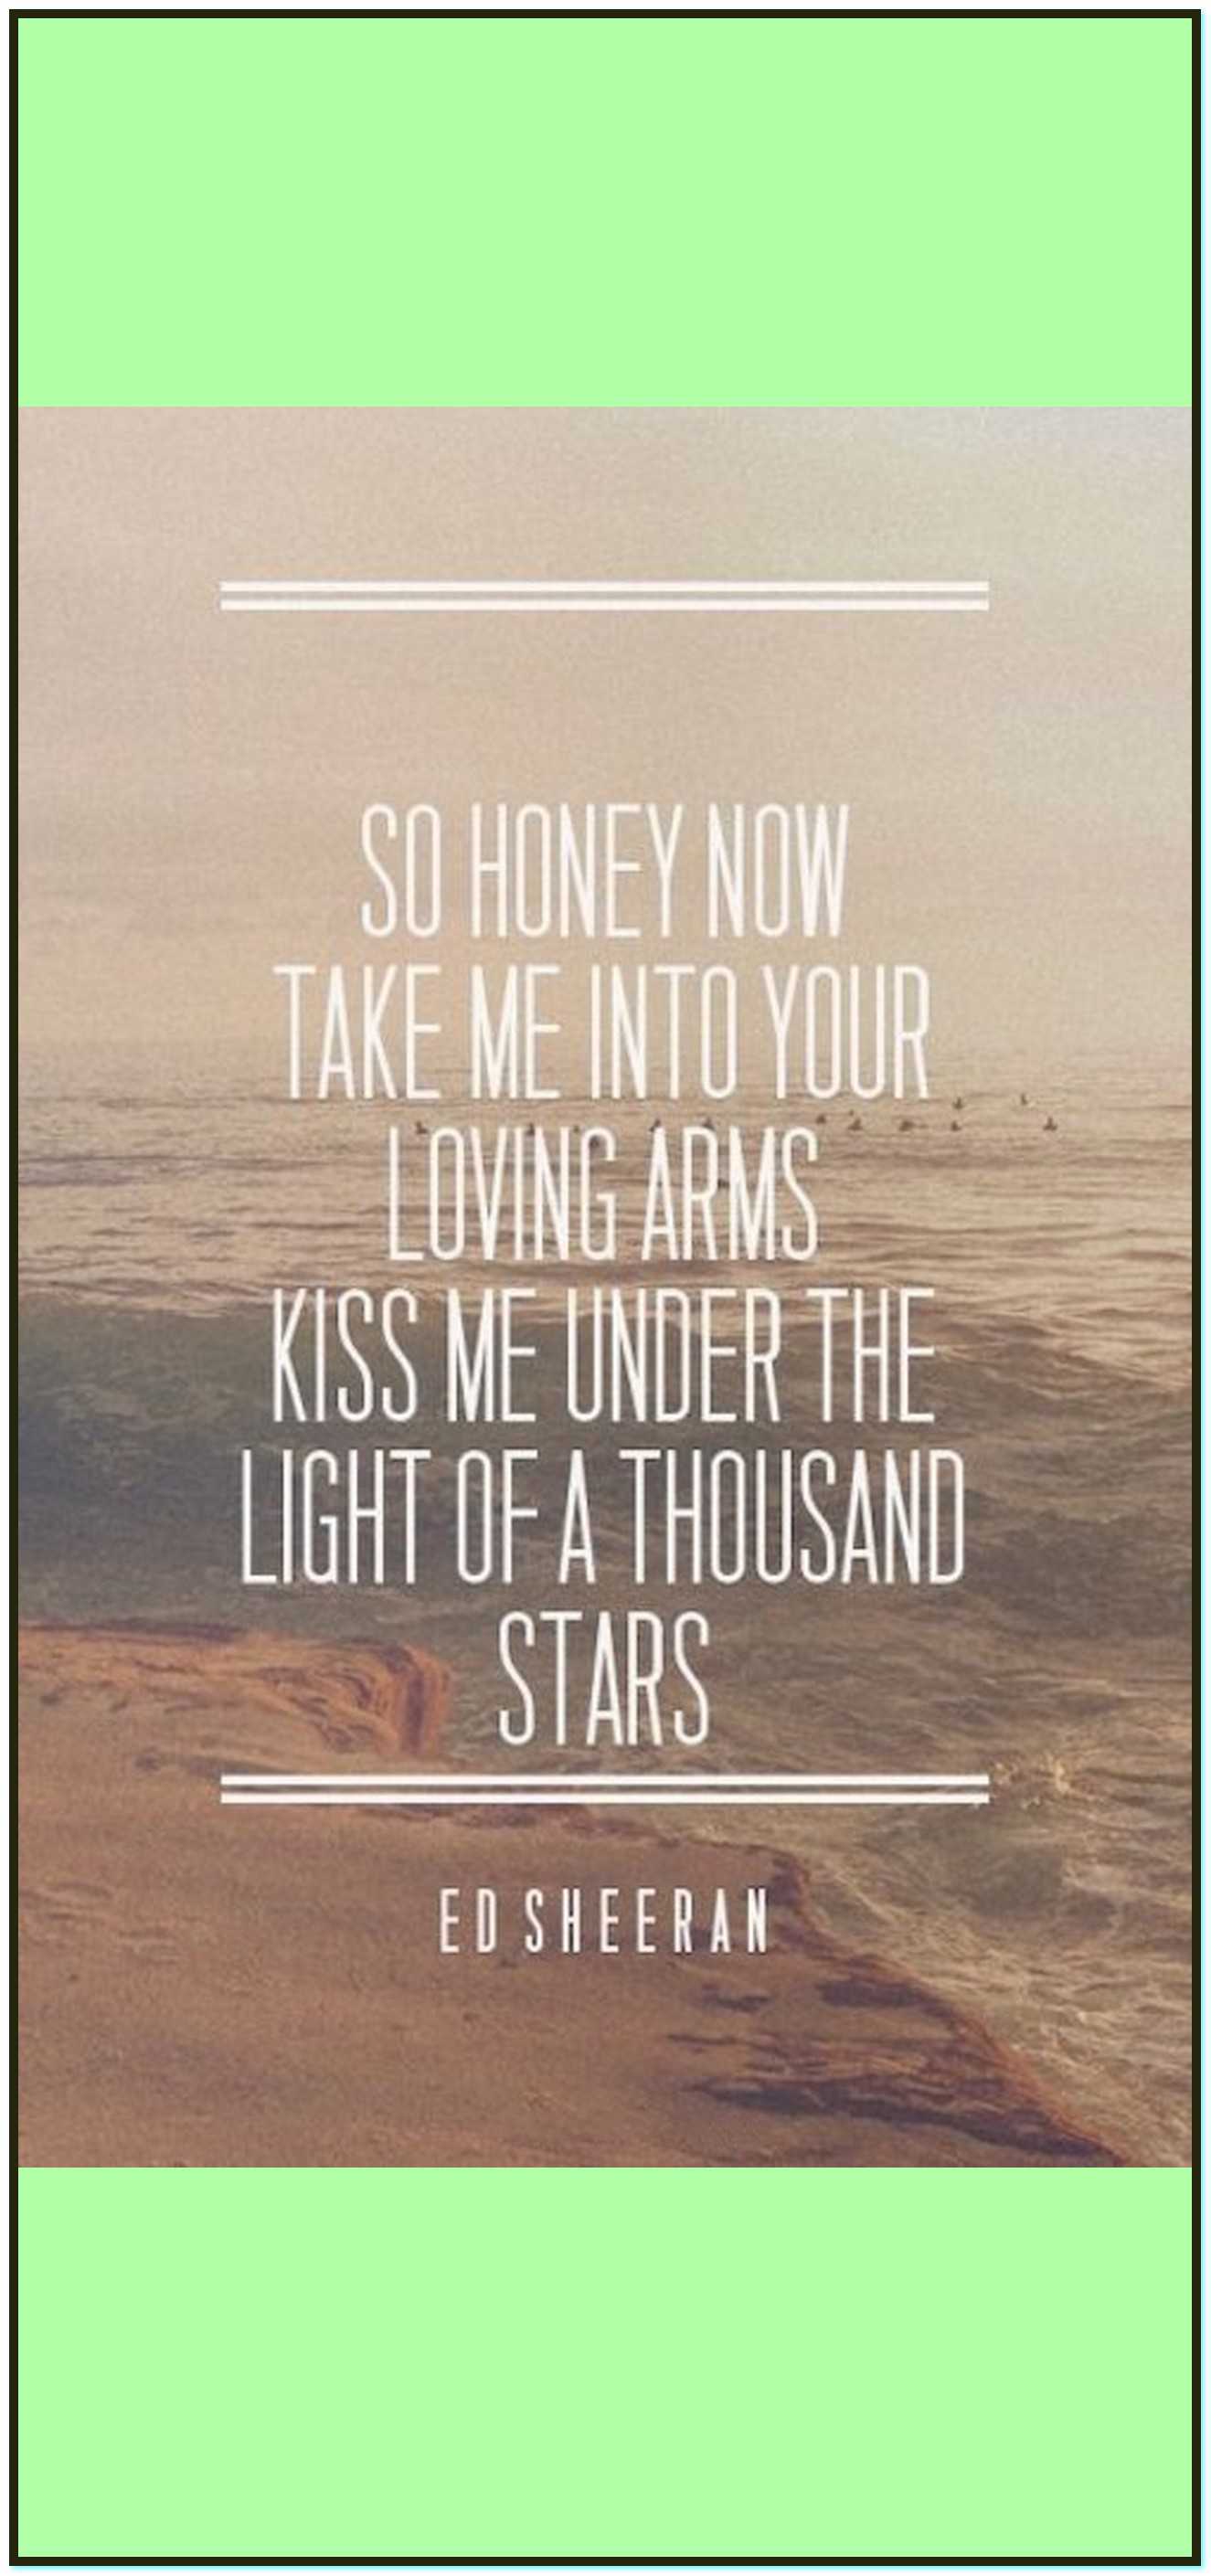 SO HONEY NOW
TAKE ME INTO YOUR
LOVING ARMS
KISS ME UNDER THE
LIGHT OF A THOUSAND
STARS
ED SHEERAN